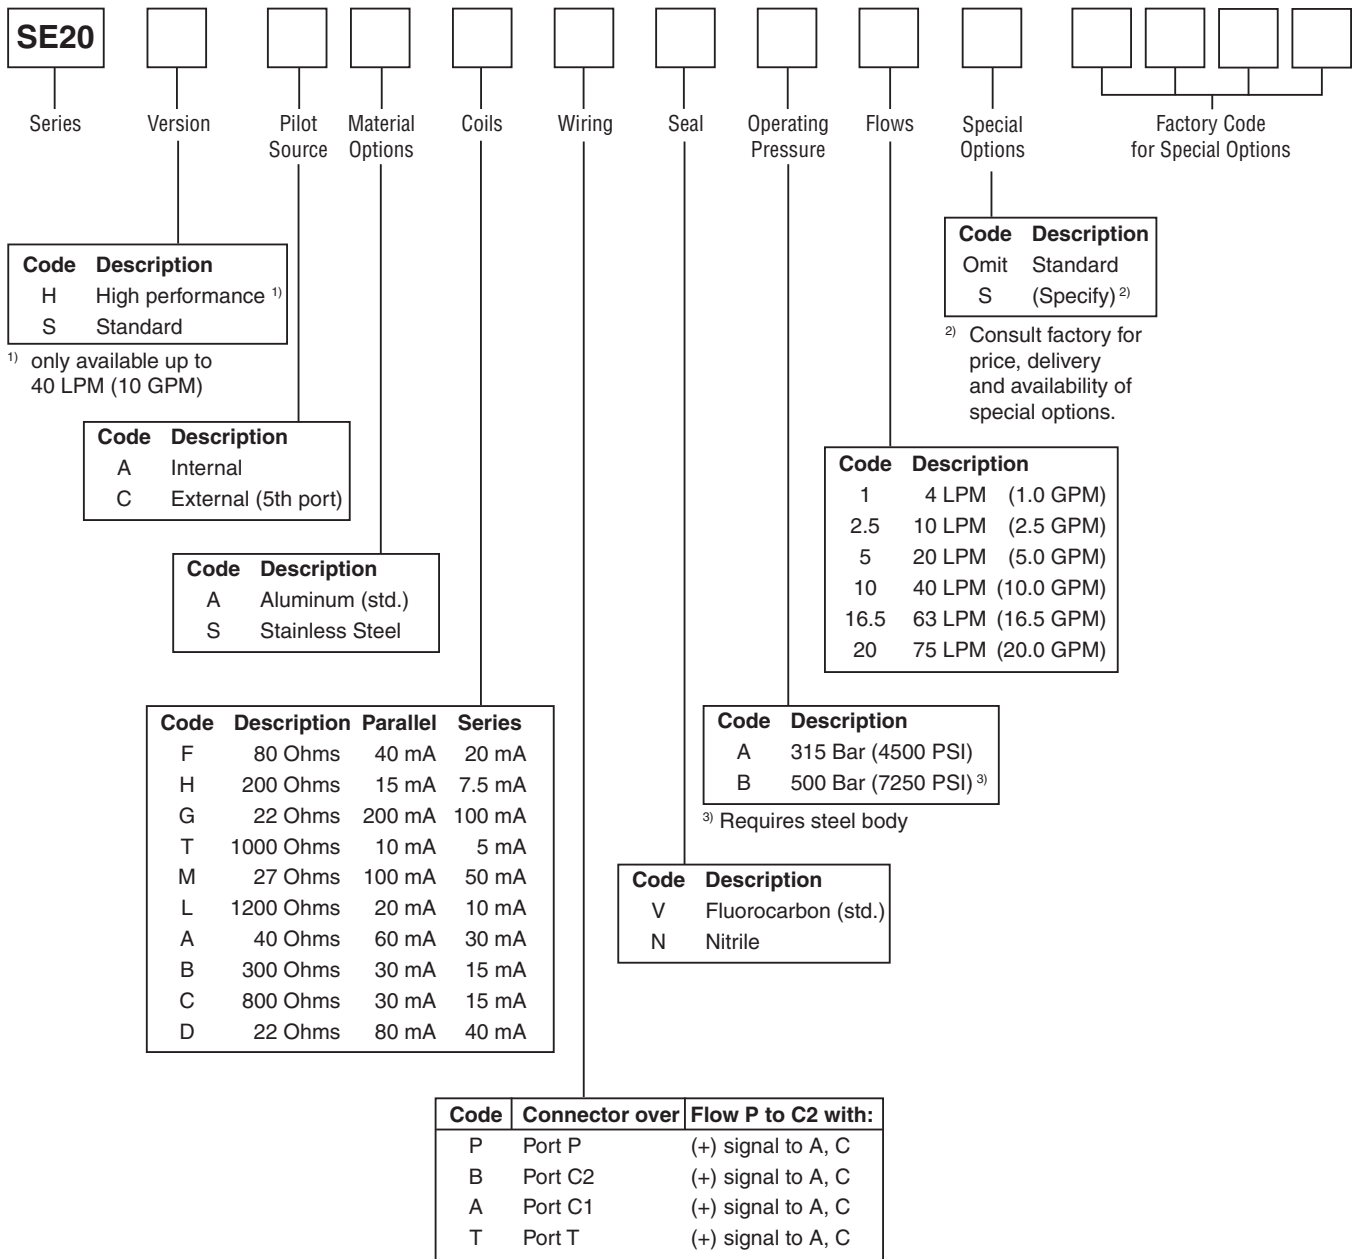 SE20
Series
Version
Pilot
Source
Material
Options
Coils
Wiring
Seal
Operating
Pressure
Flows
Special
Options
Factory Code
for Special Options
Code Description
H High performance 1)
S Standard
1) only available up to
40 LPM (10 GPM)
Code Description
Omit Standard
S (Specify) 2)
2) Consult factory for
price, delivery
and availability of
special options.
Code Description
A Internal
C External (5th port)
Code Description
1 4 LPM (1.0 GPM)
2.5 10 LPM (2.5 GPM)
5 20 LPM (5.0 GPM)
10 40 LPM (10.0 GPM)
16.5 63 LPM (16.5 GPM)
20 75 LPM (20.0 GPM)
Code Description
A Aluminum (std.)
S Stainless Steel
Code Description Parallel Series
F 80 Ohms 40 mA 20 mA
H 200 Ohms 15 mA 7.5 mA
G 22 Ohms 200 mA 100 mA
T 1000 Ohms 10 mA 5 mA
M 27 Ohms 100 mA 50 mA
L 1200 Ohms 20 mA 10 mA
A 40 Ohms 60 mA 30 mA
B 300 Ohms 30 mA 15 mA
C 800 Ohms 30 mA 15 mA
D 22 Ohms 80 mA 40 mA
Code Description
A 315 Bar (4500 PSI)
B 500 Bar (7250 PSI) 3)
3) Requires steel body
Code Description
V Fluorocarbon (std.)
N Nitrile
Code Connector over Flow P to C2 with:
P Port P (+) signal to A, C
B Port C2 (+) signal to A, C
A Port C1 (+) signal to A, C
T Port T (+) signal to A, C